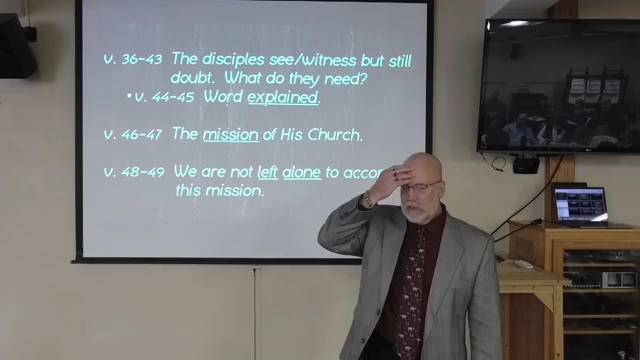 v. 36-43 The disciples see/witness but still
doubt. What do they need?
• v. 44-45 Word explained.
v. 46-47 The mission of His Church.
v. 48-49 We are not left alone to
this mission.